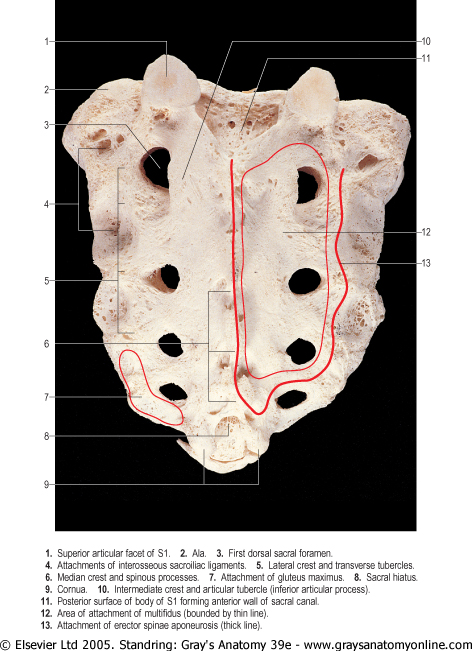 1
2
3
4
5
6
7
8
9
10
11
12
13
1. Superior articular facet of S1. 2. Ala. 3. First dorsal sacral foramen.
4. Attachments of interosseous sacroiliac ligaments. 5. Lateral crest and transverse tubercles.
6. Median crest and spinous processes. 7. Attachment of gluteus maximus. 8. Sacral hiatus.
9. Cornua. 10. Intermediate crest and articular tubercle (inferior articular process).
11. Posterior surface of body of S1 forming anterior wall of sacral canal.
12. Area of attachment of multifidus (bounded by thin line).
13. Attachment of erector spinae aponeurosis (thick line).
© Elsevier Ltd 2005. Standring: Gray's Anatomy 39e - www.graysanatomyonline.com